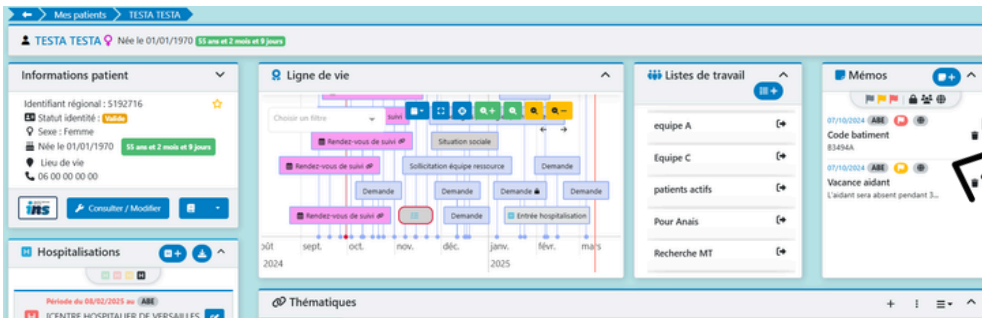 Mes patients TESTA TESTA
TESTA TESTA Née le 01/01/1970 55 ans et 2 mois et 9 jours
Informations patient
Identifiant régional : 5192716
Statut identité : Valide
Sexe : Femme
Née le 01/01/1970 55 ans et 2 mois et 9 jours
Lieu de vie
06 00 00 00 00
ins Consulter / Modifier
Hospitalisations
Période du 08/02/2025 au ABE
CENTRE HOSPITALIER DE VERSAILLES
Ligne de vie
Choisir un filtre
suivi
Rendez-vous de suivi Situation sociale
Rendez-vous de suivi Sollicitation équipe ressource Demande
Demande Demande Demande Demande
Rendez-vous de suivi Demande Entrée hospitalisation
oût sept. oct. nov. déc. janv. févr. mars
2024 2025
Listes de travail
equipe A
Equipe C
patients actifs
Pour Anais
Recherche MT
Mémos
07/10/2024 ABE
Code batiment
83494A
07/10/2024 ABE
Vacance aidant
L'aidant sera absent pendant 3...
Thématiques